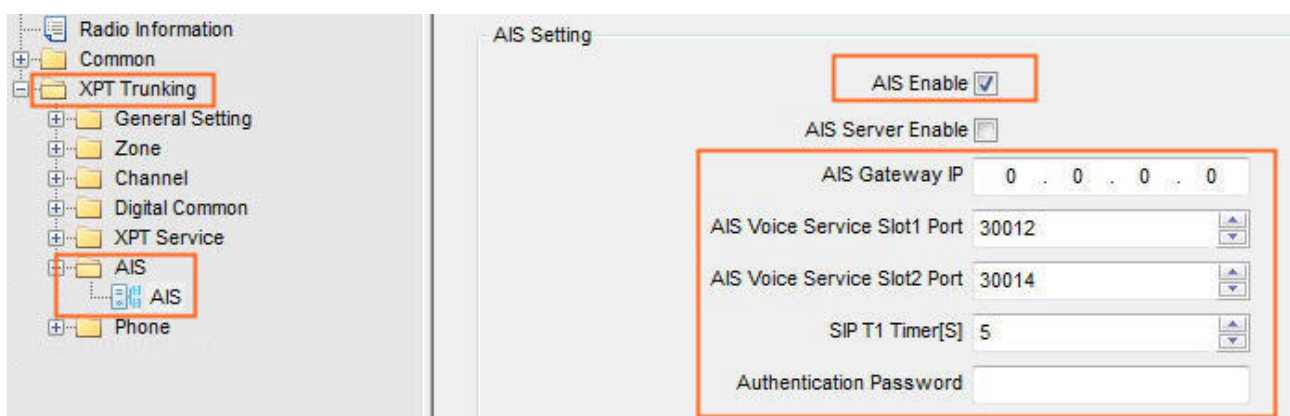 Radio Information
Common
XPT Trunking
General Setting
Zone
Channel
Digital Common
XPT Service
AIS
AIS
Phone
AIS Setting
AIS Enable
AIS Server Enable
AIS Gateway IP 0 . 0 . 0 . 0
AIS Voice Service Slot1 Port 30012
AIS Voice Service Slot2 Port 30014
SIP T1 Timer[S] 5
Authentication Password